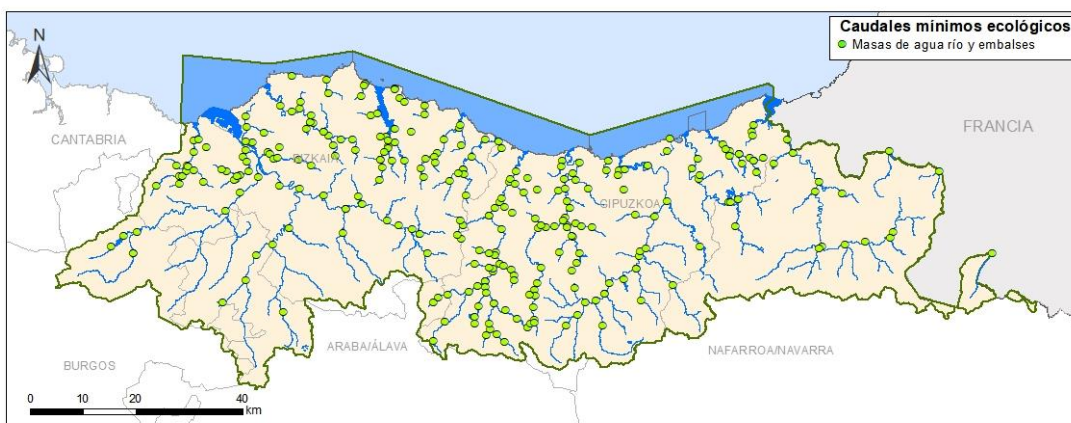 Caudales mínimos ecológicos
Masas de agua río y embalses
N
CANTABRIA
FRANCIA
BIZKAIA
GIPUZKOA
ARABA/ÁLAVA
NAFARROA/NAVARRA
BURGOS
0 10 20 40
km